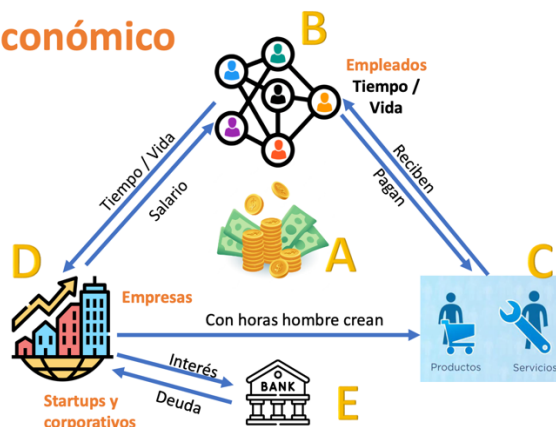 conómico
B
Empleados
Tiempo /
Vida
Tiempo / Vida
Salario
Reciben
Pagan
A
D
Empresas
C
Con horas hombre crean
Productos
Servicios
Interés
Deuda
BANK
E
Startups y
corporativos